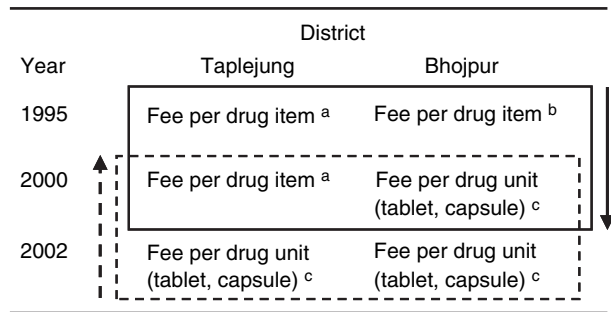 District
Year Taplejung Bhojpur
1995 Fee per drug item a Fee per drug item b
2000 Fee per drug item a Fee per drug unit
(tablet, capsule) c
2002 Fee per drug unit Fee per drug unit
(tablet, capsule) c (tablet, capsule) c